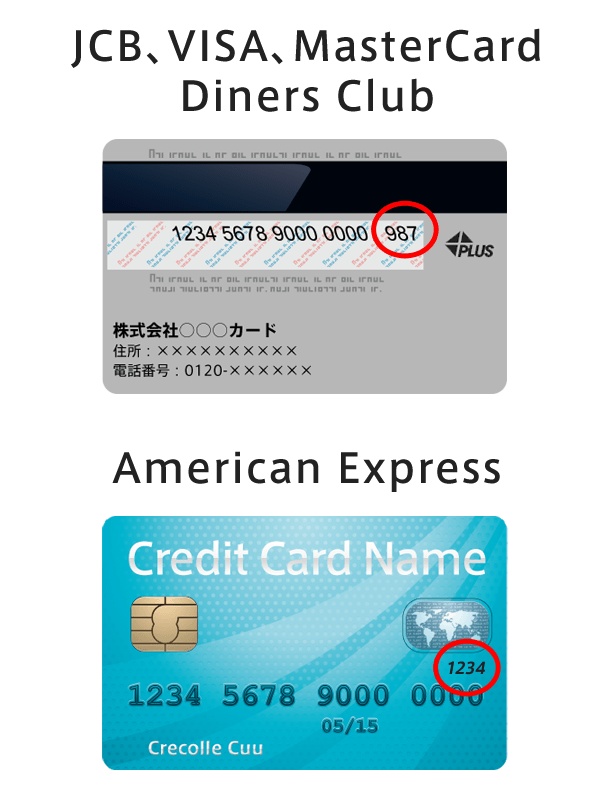 JCB、VISA、MasterCard
Diners Club
1234 5678 9000 0000 987
PLUS
株式会社○○○カード
住所：××××××××××
電話番号：0120-××××××
American Express
Credit Card Name
1234
1234 5678 9000 0000
05/15
Crecolle Cuu